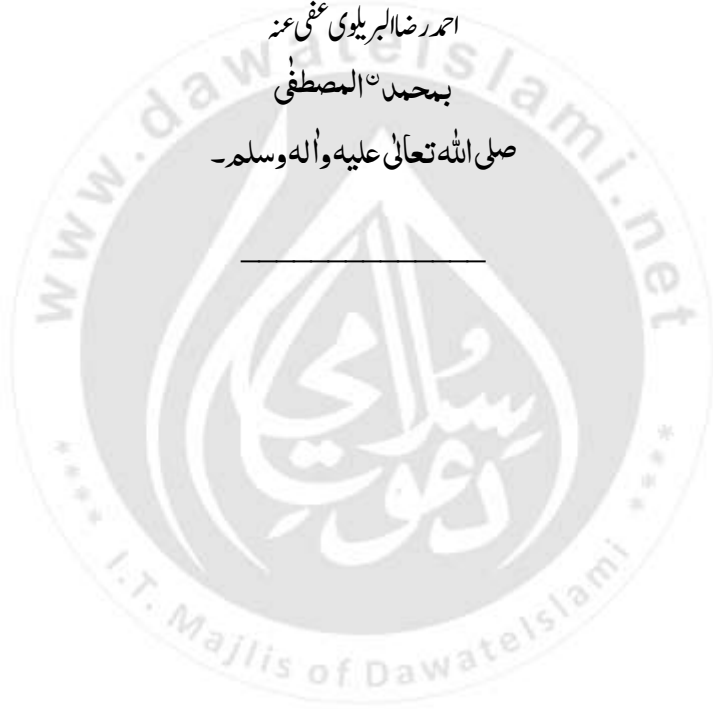 احمد رضا البریلوی عفی عنہ
بمحمدن المصطفٰی
صلی اللہ تعالٰی علیہ واٰلہ وسلم۔
www.dawateislami.net
دعوت اسلامی
I.T. Majlis of DawateIslami